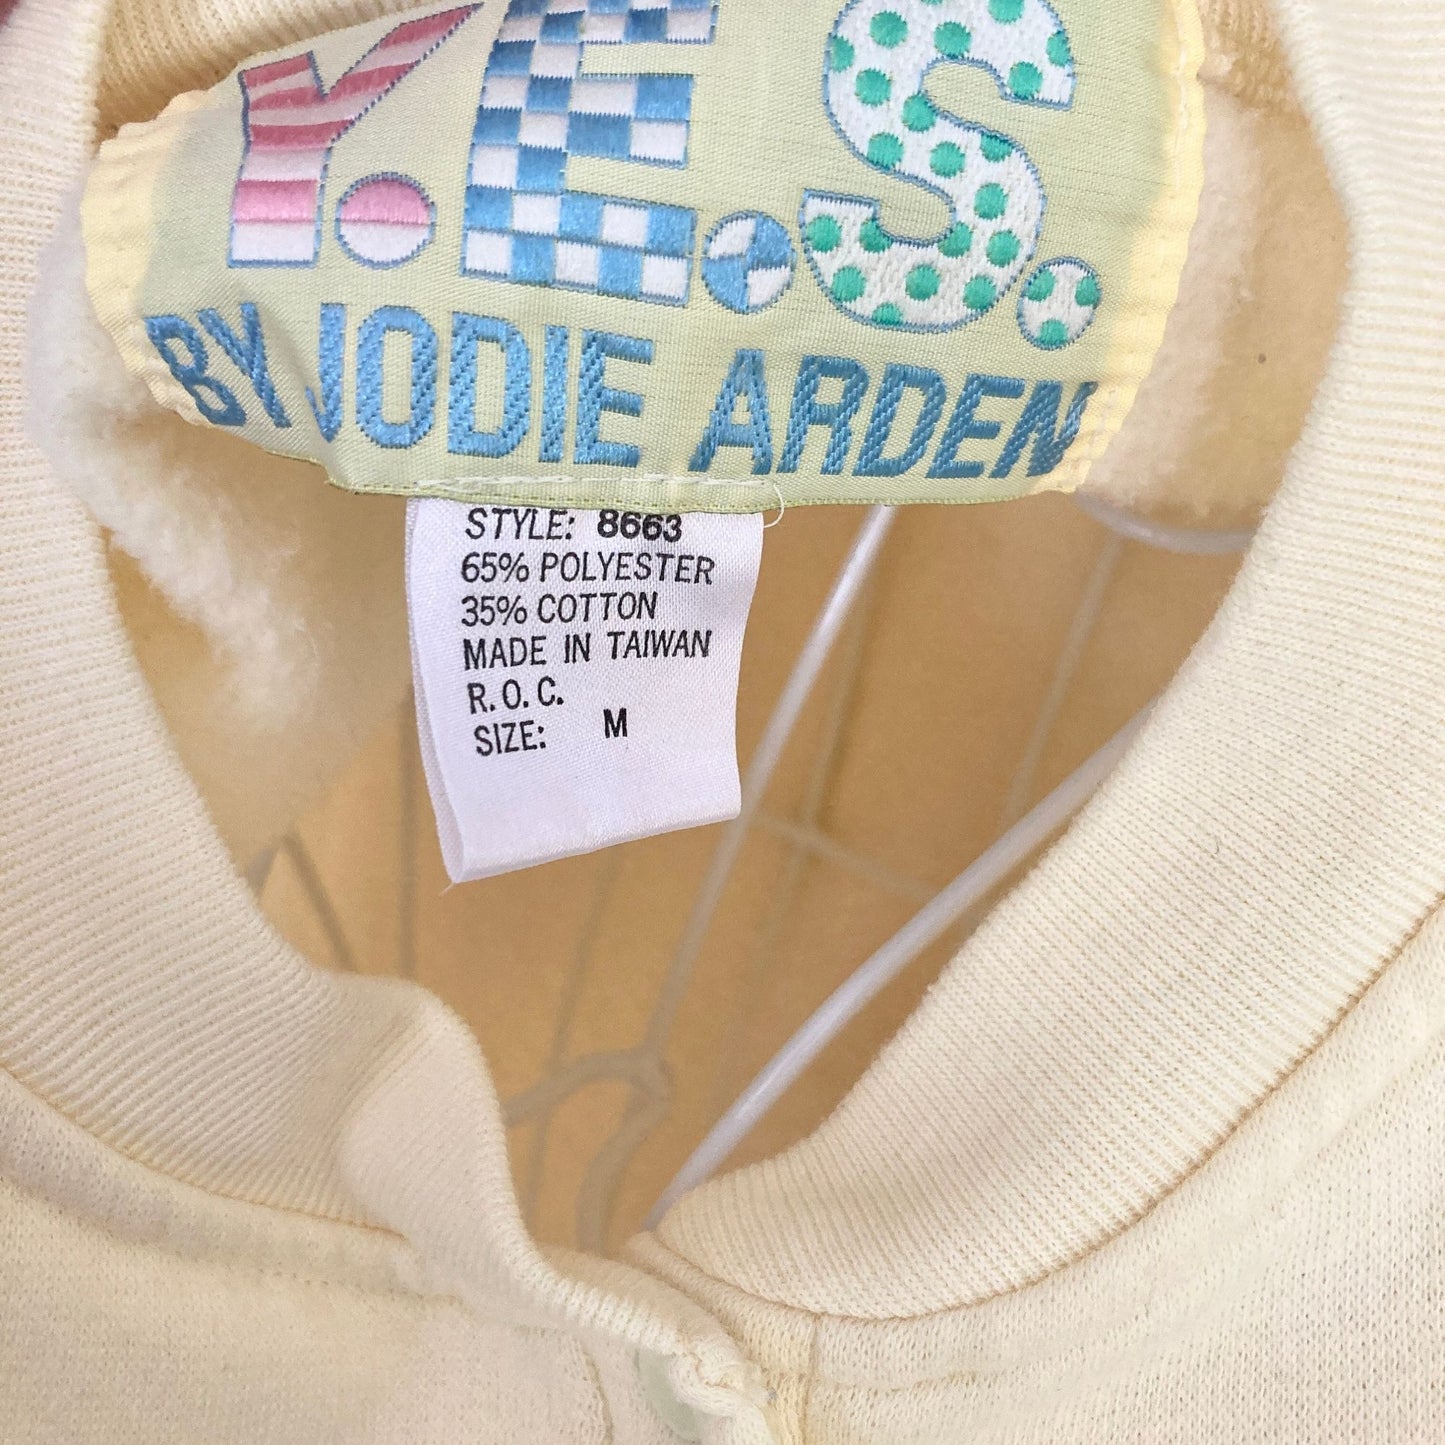 Y.E.S.
BY JODIE ARDEN
STYLE: 8663
65% POLYESTER
35% COTTON
MADE IN TAIWAN
R.O.C.
SIZE: M